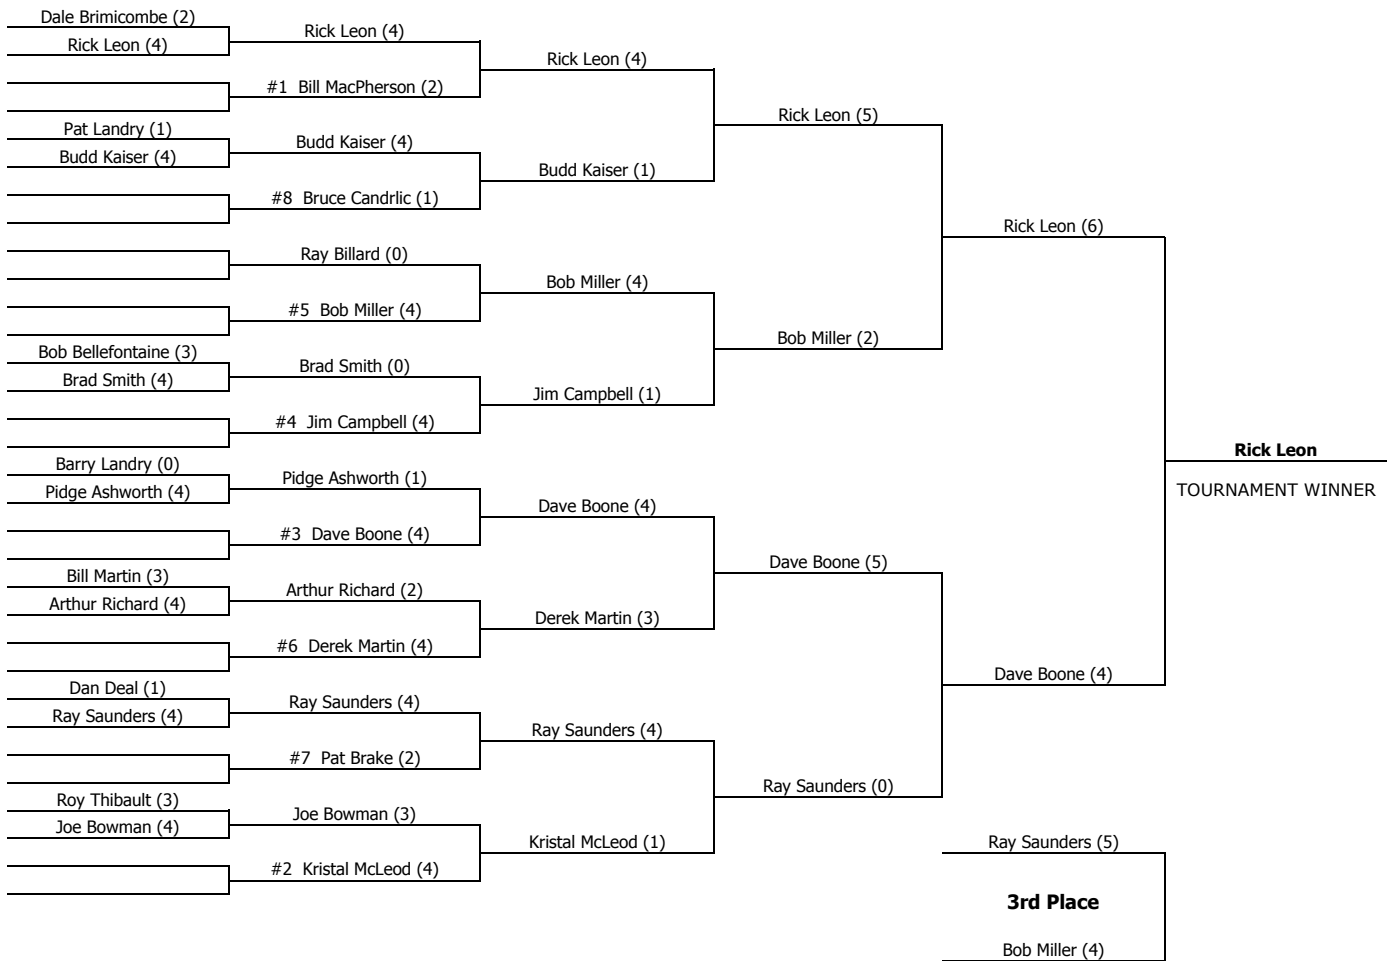 Dale Brimicombe (2)
Rick Leon (4)
Pat Landry (1)
Budd Kaiser (4)
Bob Bellefontaine (3)
Brad Smith (4)
Barry Landry (0)
Pidge Ashworth (4)
Bill Martin (3)
Arthur Richard (4)
Dan Deal (1)
Ray Saunders (4)
Roy Thibault (3)
Joe Bowman (4)
Rick Leon (4)
#1 Bill MacPherson (2)
Budd Kaiser (4)
#8 Bruce Candrlic (1)
Ray Billard (0)
#5 Bob Miller (4)
Brad Smith (0)
#4 Jim Campbell (4)
Pidge Ashworth (1)
#3 Dave Boone (4)
Arthur Richard (2)
#6 Derek Martin (4)
Ray Saunders (4)
#7 Pat Brake (2)
Joe Bowman (3)
#2 Kristal McLeod (4)
Rick Leon (4)
Budd Kaiser (1)
Bob Miller (4)
Jim Campbell (1)
Dave Boone (4)
Derek Martin (3)
Ray Saunders (4)
Kristal McLeod (1)
Rick Leon (5)
Bob Miller (2)
Dave Boone (5)
Ray Saunders (0)
Rick Leon (6)
Dave Boone (4)
Rick Leon
TOURNAMENT WINNER
Ray Saunders (5)
3rd Place
Bob Miller (4)